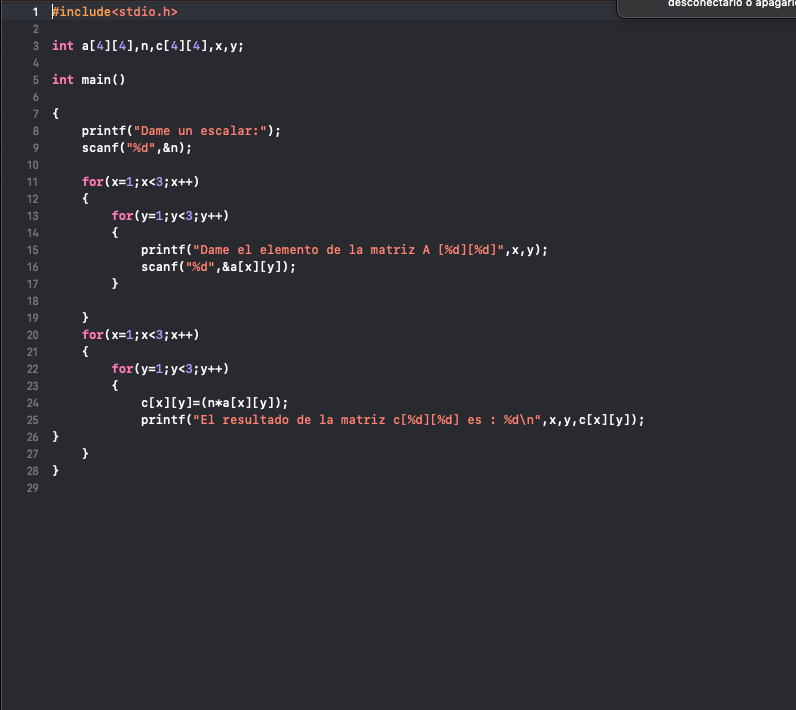 desconectarlo o apagarlo
1 #include<stdio.h>
2
3 int a[4][4],n,c[4][4],x,y;
4
5 int main()
6
7 {
8     printf("Dame un escalar:");
9     scanf("%d",&n);
10
11     for(x=1;x<3;x++)
12     {
13         for(y=1;y<3;y++)
14         {
15             printf("Dame el elemento de la matriz A [%d][%d]",x,y);
16             scanf("%d",&a[x][y]);
17         }
18
19     }
20     for(x=1;x<3;x++)
21     {
22         for(y=1;y<3;y++)
23         {
24             c[x][y]=(n*a[x][y]);
25             printf("El resultado de la matriz c[%d][%d] es : %d\n",x,y,c[x][y]);
26 }
27     }
28 }
29